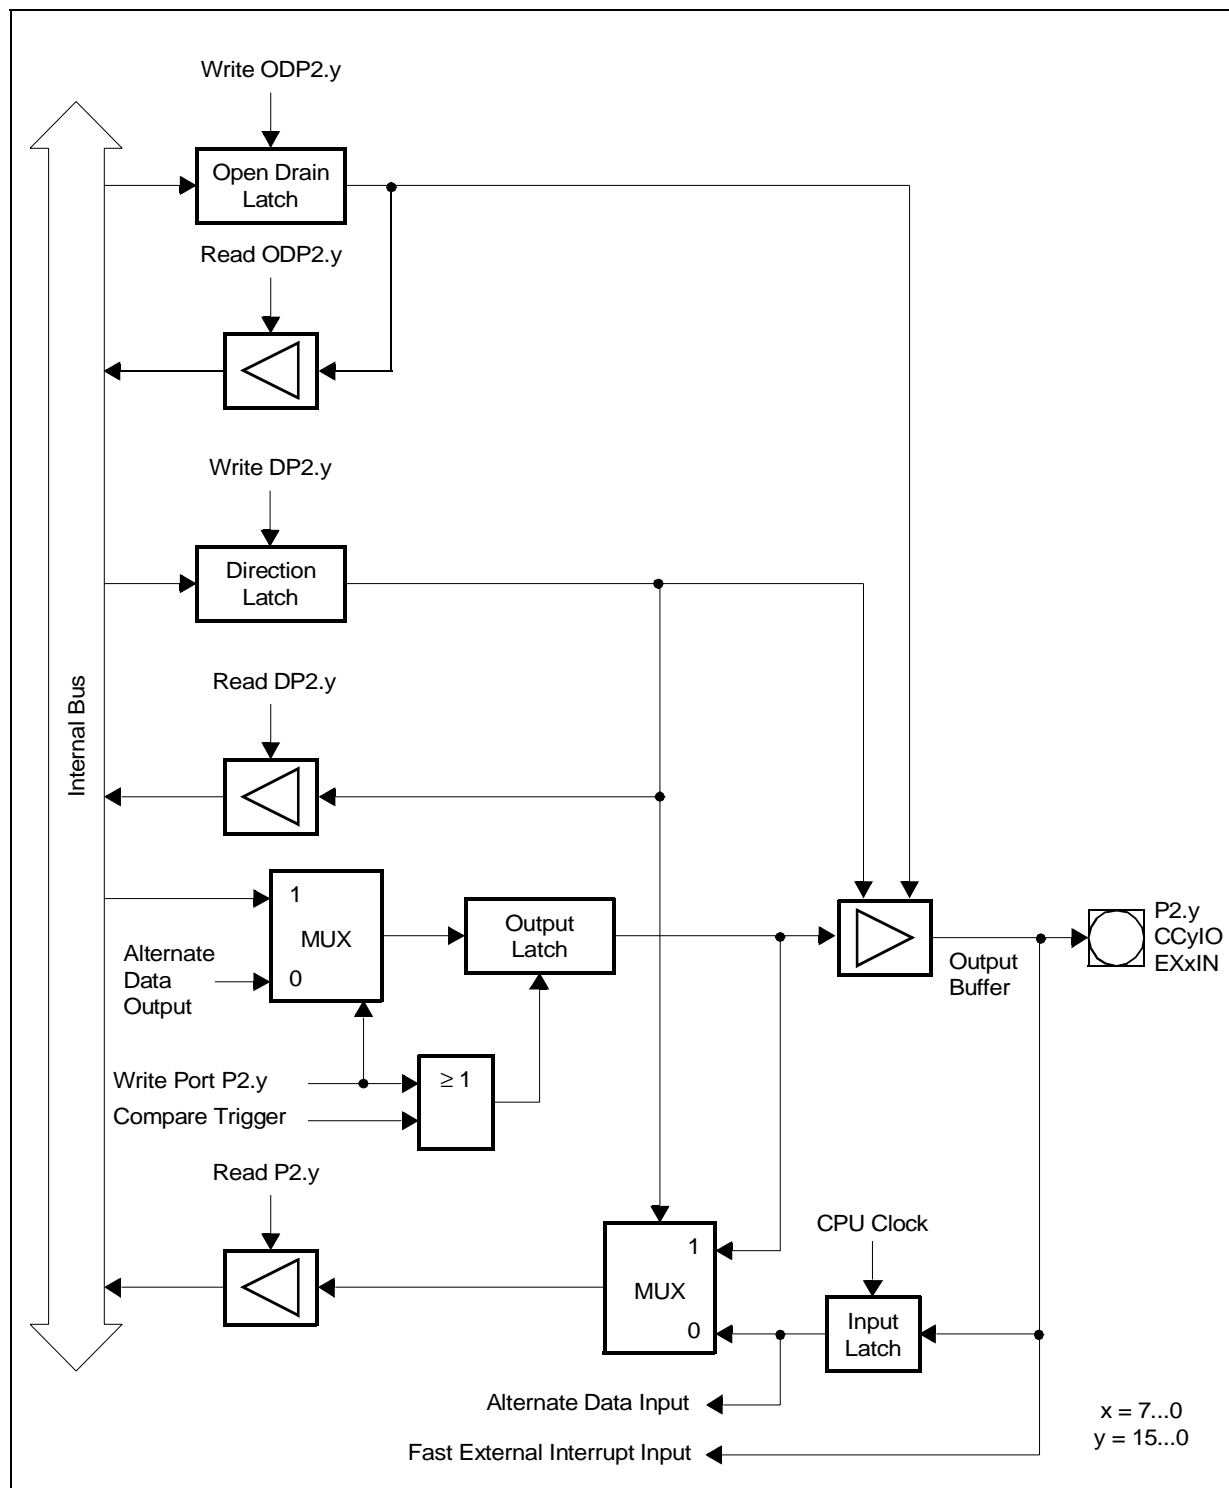 Write ODP2.y
Open Drain
Latch
Read ODP2.y
Write DP2.y
Direction
Latch
Internal Bus
Read DP2.y
1
MUX
0
Alternate
Data
Output
Output
Latch
Output
Buffer
P2.y
CCyIO
EXxIN
Write Port P2.y
≥ 1
Compare Trigger
Read P2.y
CPU Clock
1
MUX
0
Input
Latch
Alternate Data Input
Fast External Interrupt Input
x = 7...0
y = 15...0